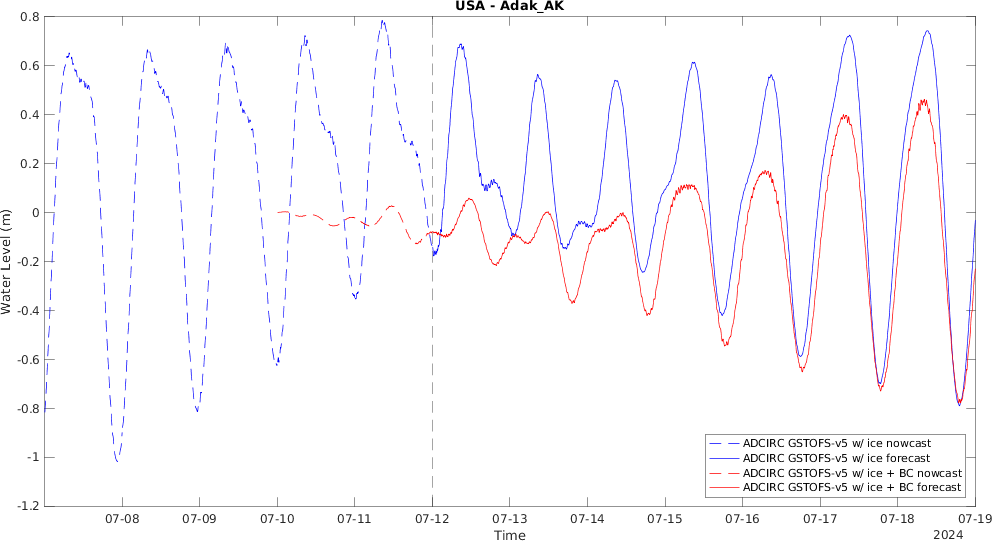 USA - Adak_AK
Water Level (m)
0.8
0.6
0.4
0.2
0
-0.2
-0.4
-0.6
-0.8
-1
-1.2
07-08 07-09 07-10 07-11 07-12 07-13 07-14 07-15 07-16 07-17 07-18 07-19
Time
2024
ADCIRC GSTOFS-v5 w/ ice nowcast
ADCIRC GSTOFS-v5 w/ ice forecast
ADCIRC GSTOFS-v5 w/ ice + BC nowcast
ADCIRC GSTOFS-v5 w/ ice + BC forecast